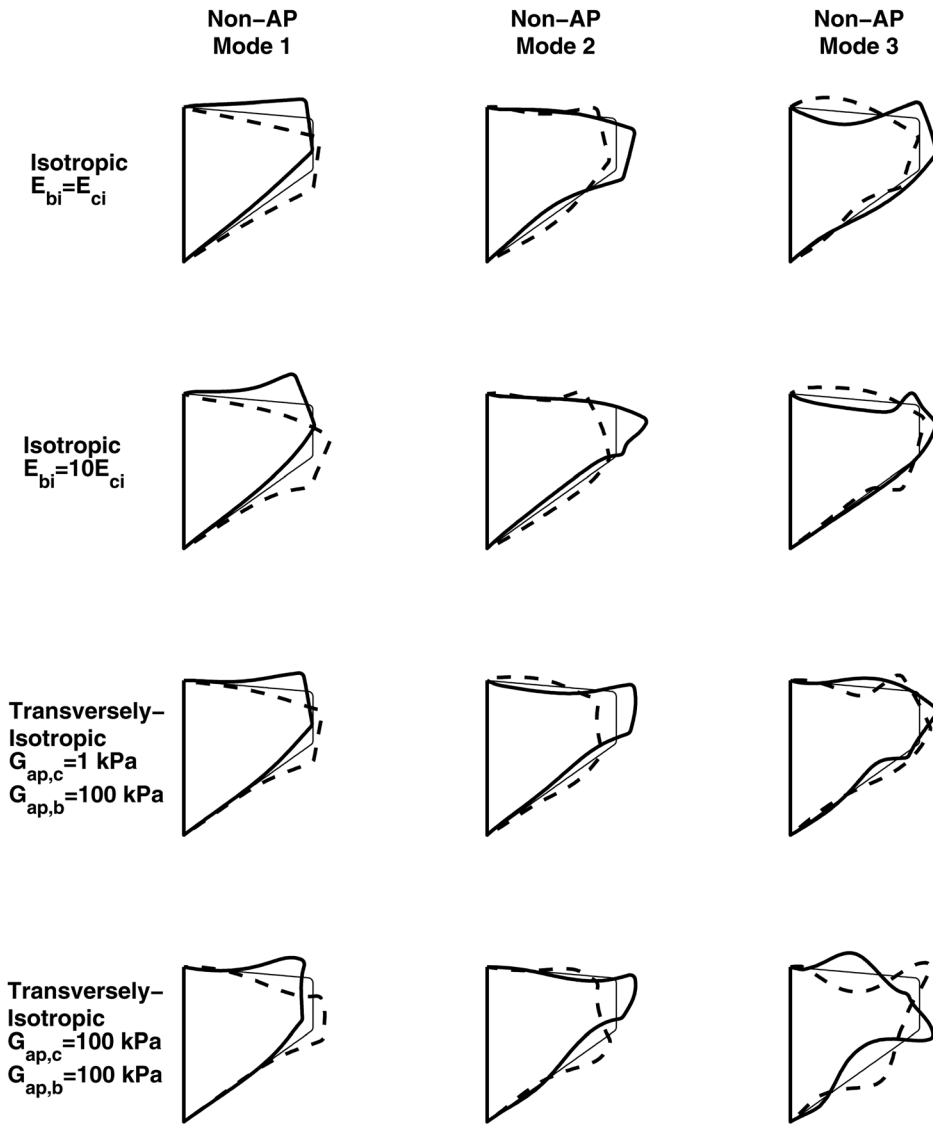 Non−AP
Mode 1
Non−AP
Mode 2
Non−AP
Mode 3
Isotropic
E_bi=E_ci
Isotropic
E_bi=10E_ci
Transversely−
Isotropic
G_ap,c=1 kPa
G_ap,b=100 kPa
Transversely−
Isotropic
G_ap,c=100 kPa
G_ap,b=100 kPa